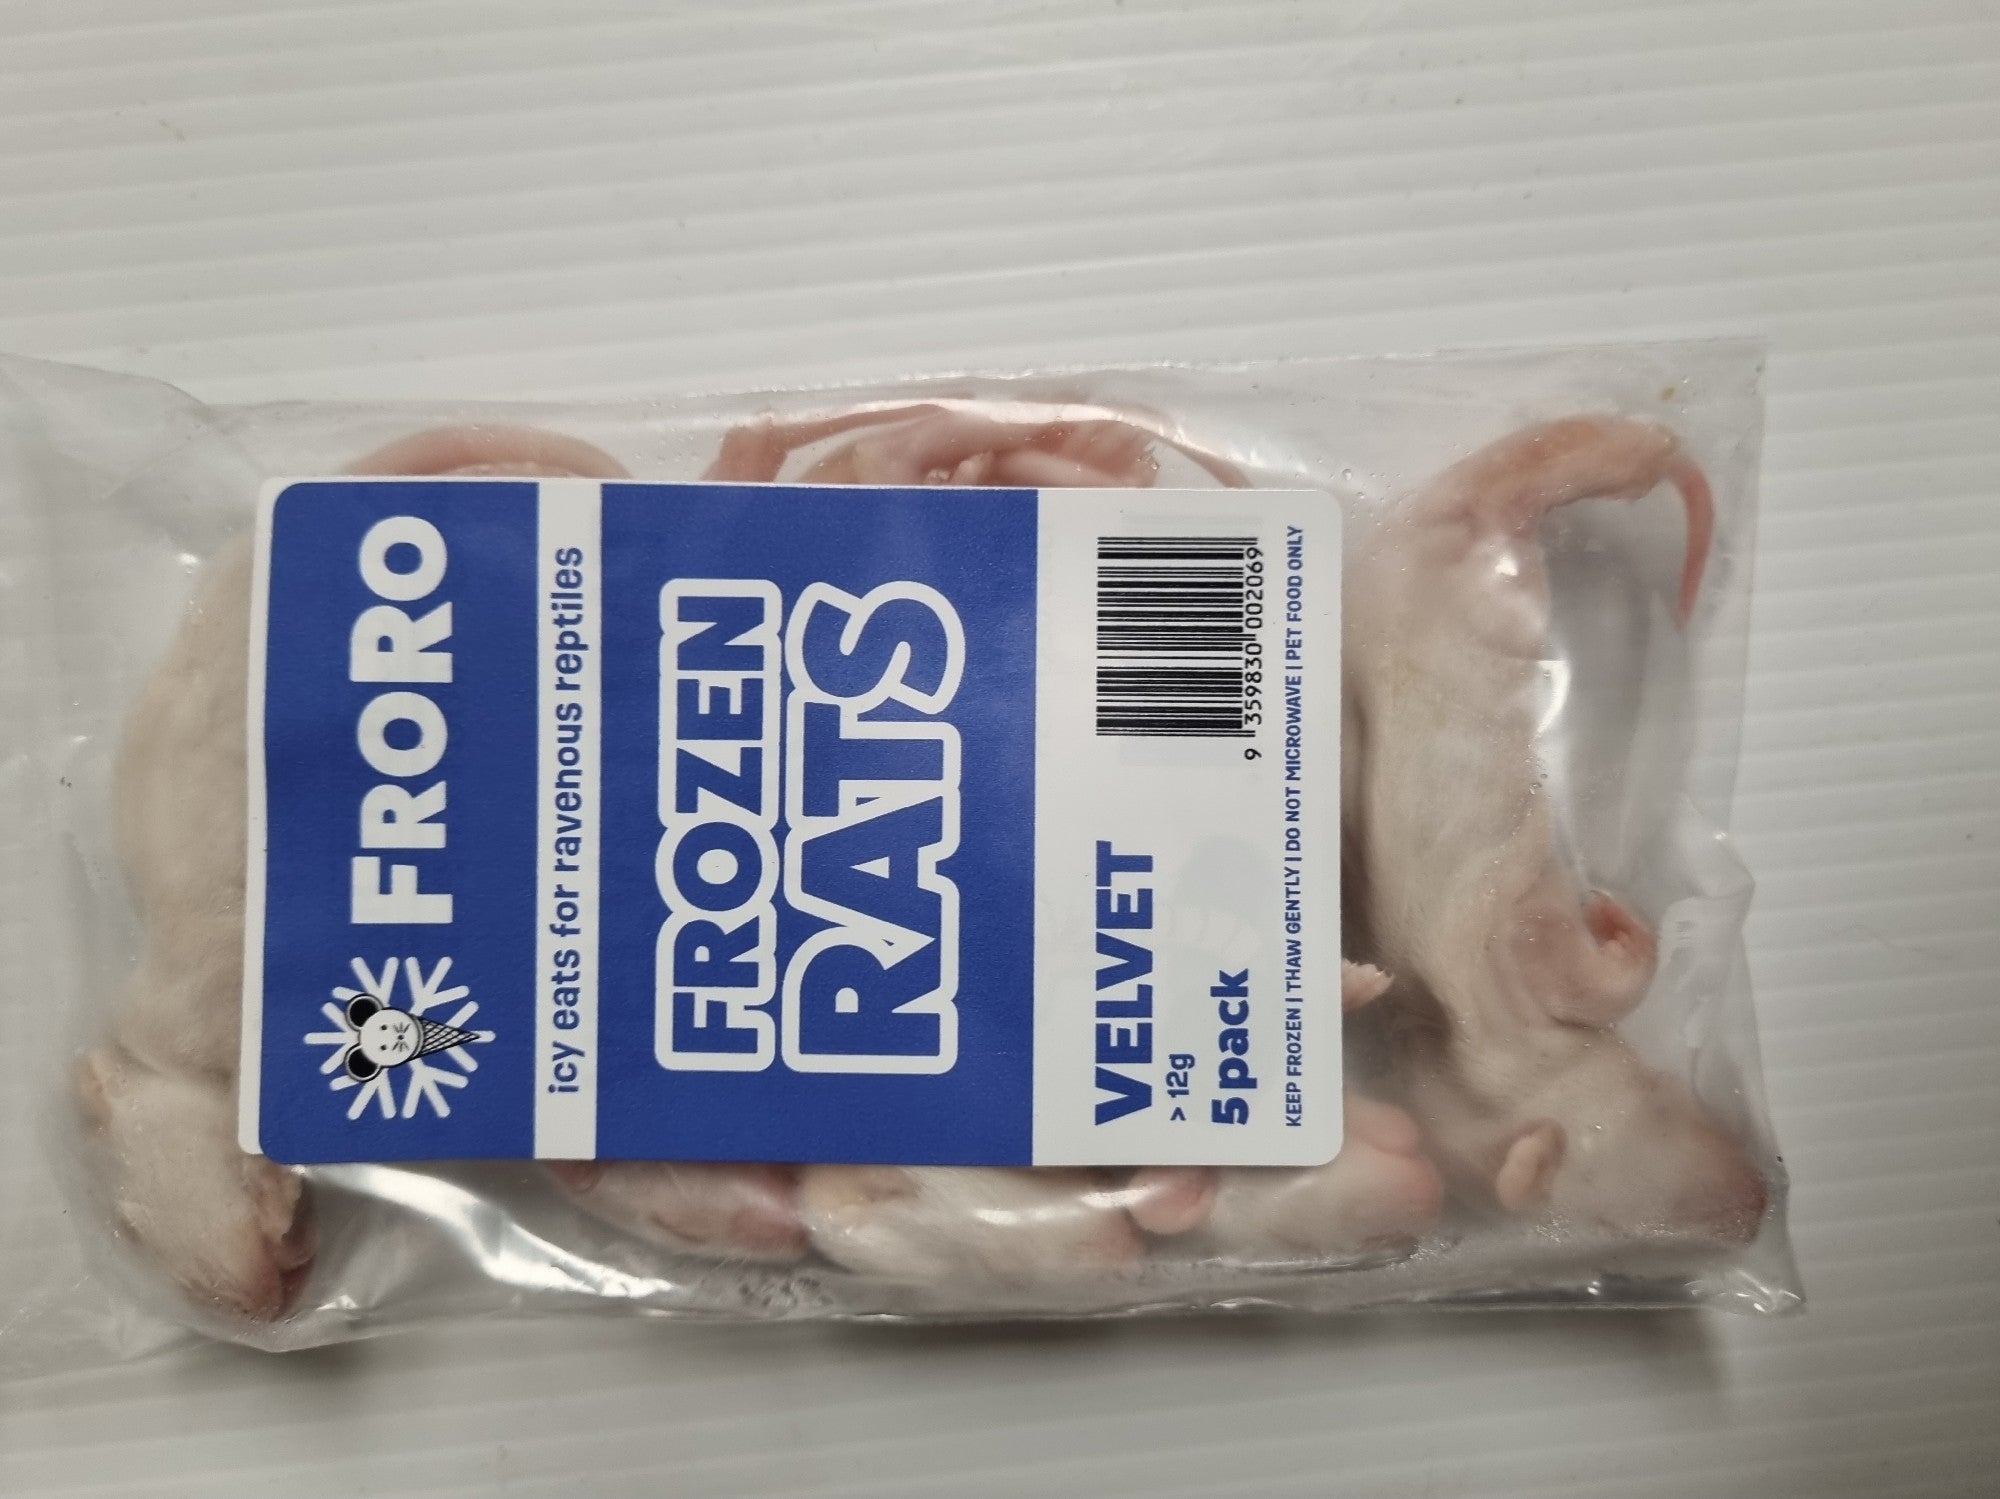 FRORO
icy eats for ravenous reptiles
FROZEN
RATS
VELVET
> 12g
5 pack
9 359830 002069
KEEP FROZEN | THAW GENTLY | DO NOT MICROWAVE | PET FOOD ONLY